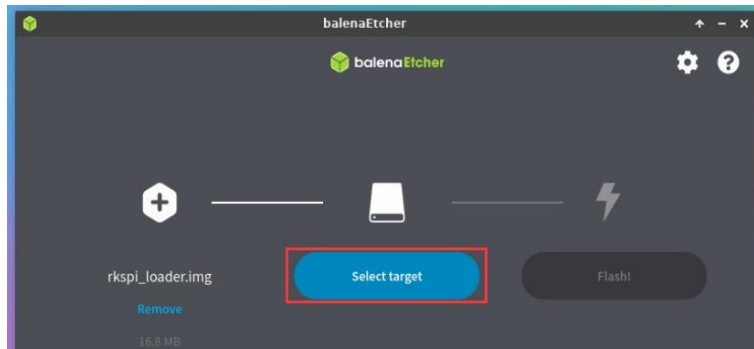 balenaEtcher
balenaEtcher
rkspi_loader.img
Select target
Flash!
Remove
16.8 MB